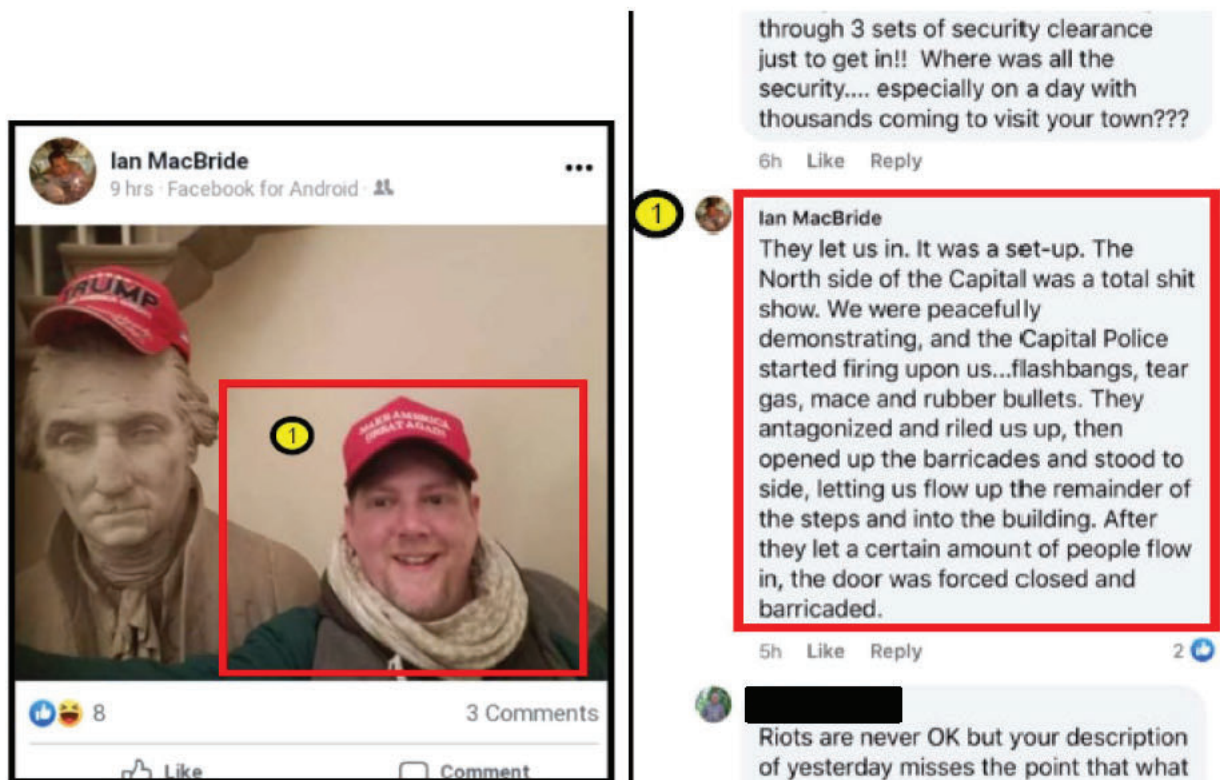 Ian MacBride
9 hrs · Facebook for Android ·
TRUMP
1
MAKE AMERICA
GREAT AGAIN
8
3 Comments
Like
Comment
through 3 sets of security clearance
just to get in!! Where was all the
security.... especially on a day with
thousands coming to visit your town???
6h Like Reply
1
Ian MacBride
They let us in. It was a set-up. The
North side of the Capital was a total shit
show. We were peacefully
demonstrating, and the Capital Police
started firing upon us...flashbangs, tear
gas, mace and rubber bullets. They
antagonized and riled us up, then
opened up the barricades and stood to
side, letting us flow up the remainder of
the steps and into the building. After
they let a certain amount of people flow
in, the door was forced closed and
barricaded.
5h Like Reply
2
Riots are never OK but your description
of yesterday misses the point that what